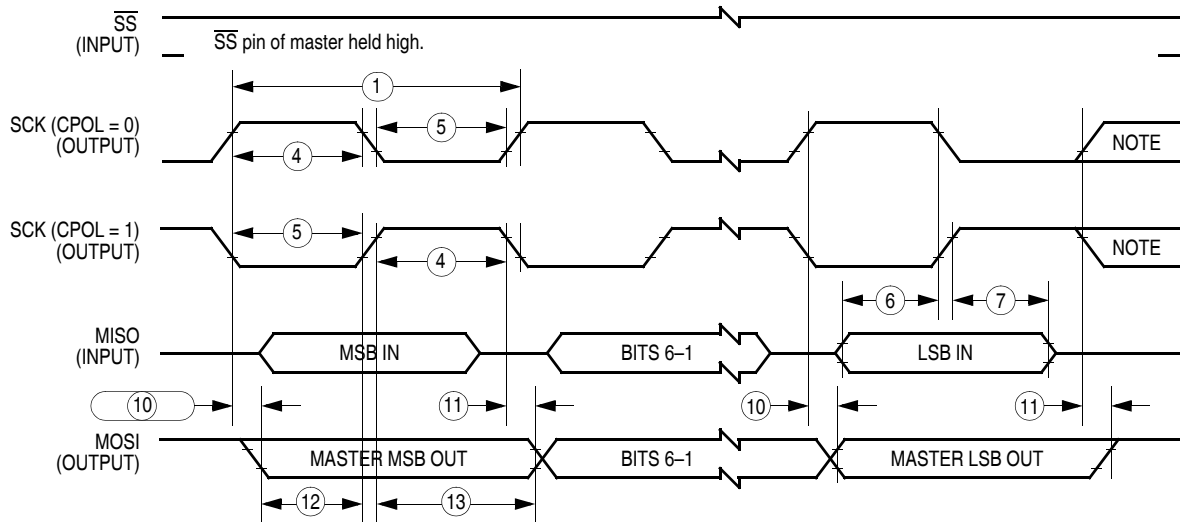 SS
(INPUT)
SS pin of master held high.
1
SCK (CPOL = 0)
(OUTPUT)
5
4
NOTE
SCK (CPOL = 1)
(OUTPUT)
5
4
NOTE
6
7
MISO
(INPUT)
MSB IN
BITS 6–1
LSB IN
10
11
10
11
MOSI
(OUTPUT)
MASTER MSB OUT
BITS 6–1
MASTER LSB OUT
12
13